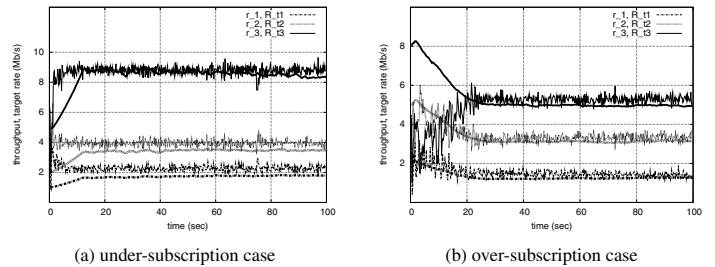 r_1, R_t1
r_2, R_t2
r_3, R_t3
throughput, target rate (Mb/s)
10
8
6
4
2
0 20 40 60 80 100
time (sec)
(a) under-subscription case
r_1, R_t1
r_2, R_t2
r_3, R_t3
throughput, target rate (Mb/s)
8
6
4
2
0 20 40 60 80 100
time (sec)
(b) over-subscription case